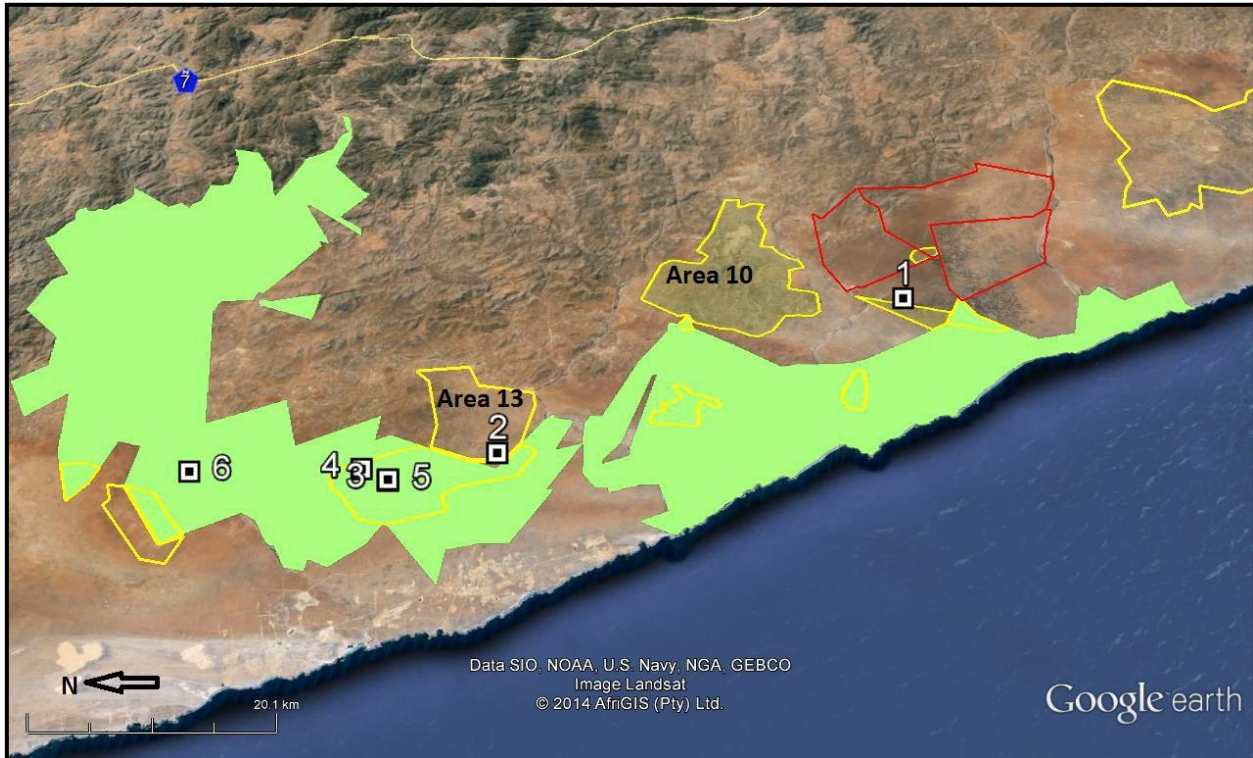 7
Area 10
1
Area 13
2
4
3
5
6
N
20.1 km
Data SIO, NOAA, U.S. Navy, NGA, GEBCO
Image Landsat
© 2014 AfriGIS (Pty) Ltd.
Google earth